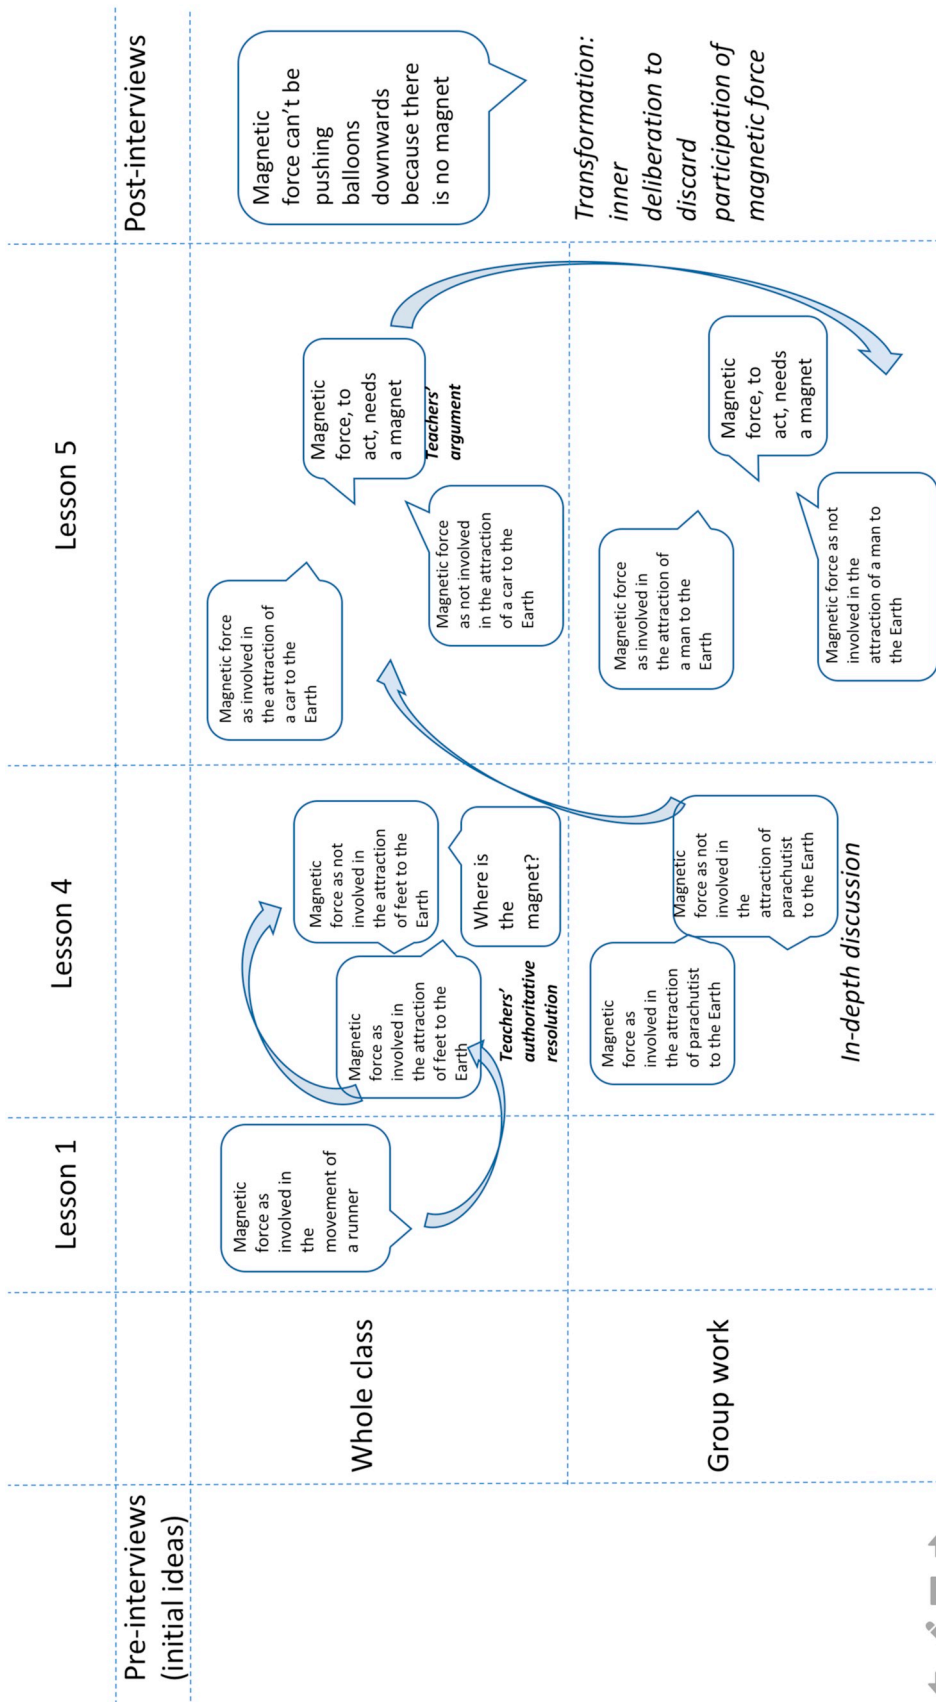 Lesson 1
Lesson 4
Lesson 5
Pre-interviews
(initial ideas)
Post-interviews
Whole class
Magnetic
force as
involved in
the
movement of
a runner
Magnetic
force as
involved in
the attraction
of feet to the
Earth
Magnetic
force as not
involved in
the attraction
of feet to the
Earth
Where is
the
magnet?
Teachers’
authoritative
resolution
Magnetic force
as involved in
the attraction of
a car to the
Earth
Magnetic force
as not involved
in the attraction
of a car to the
Earth
Magnetic
force, to
act, needs
a magnet
Teachers’
argument
Magnetic
force can’t be
pushing
balloons
downwards
because there
is no magnet
Group work
Magnetic
force as
involved in
the attraction
of parachutist
to the Earth
Magnetic
force as not
involved in
the
attraction of
parachutist
to the Earth
In-depth discussion
Magnetic force
as involved in
the attraction of
a man to the
Earth
Magnetic force as not
involved in the
attraction of a man to
the Earth
Magnetic
force, to
act, needs
a magnet
Transformation:
inner
deliberation to
discard
participation of
magnetic force